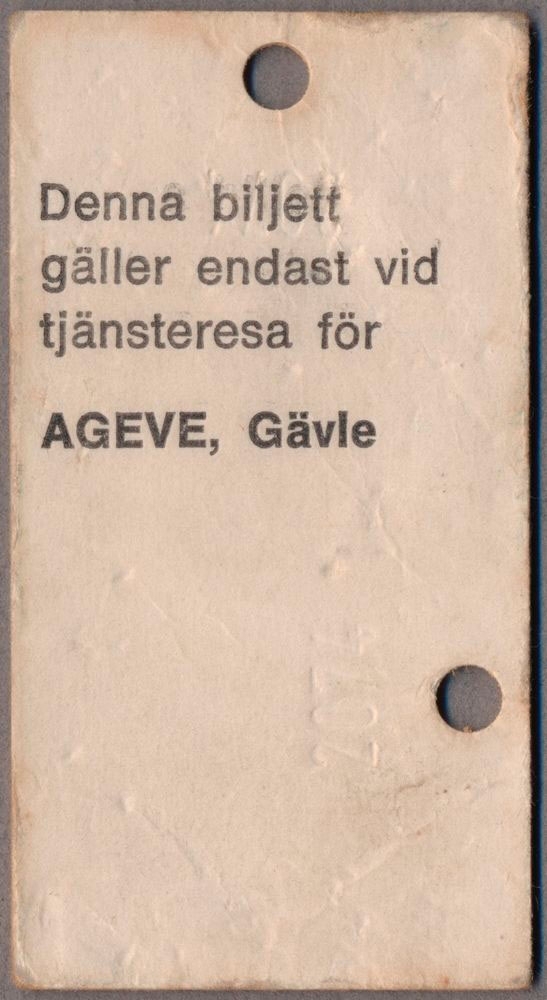 Denna biljett
gäller endast vid
tjänsteresa för
AGEVE, Gävle